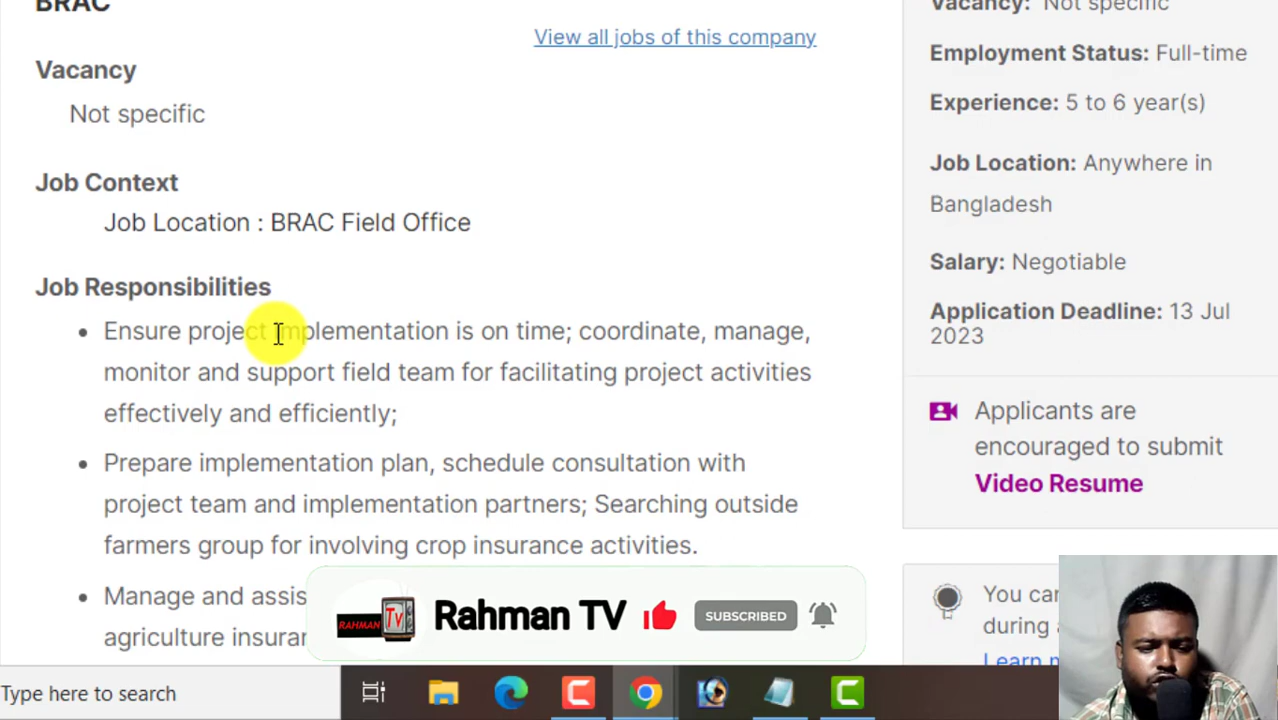 BRAC
View all jobs of this company
Vacancy
Not specific
Job Context
Job Location : BRAC Field Office
Job Responsibilities
Ensure project implementation is on time; coordinate, manage,
monitor and support field team for facilitating project activities
effectively and efficiently;
Prepare implementation plan, schedule consultation with
project team and implementation partners; Searching outside
farmers group for involving crop insurance activities.
Manage and assis
agriculture insuran
Vacancy: Not specific
Employment Status: Full-time
Experience: 5 to 6 year(s)
Job Location: Anywhere in
Bangladesh
Salary: Negotiable
Application Deadline: 13 Jul
2023
Applicants are
encouraged to submit
Video Resume
You can
during a
Learn m
RAHMAN Tv
Rahman TV
SUBSCRIBED
Type here to search